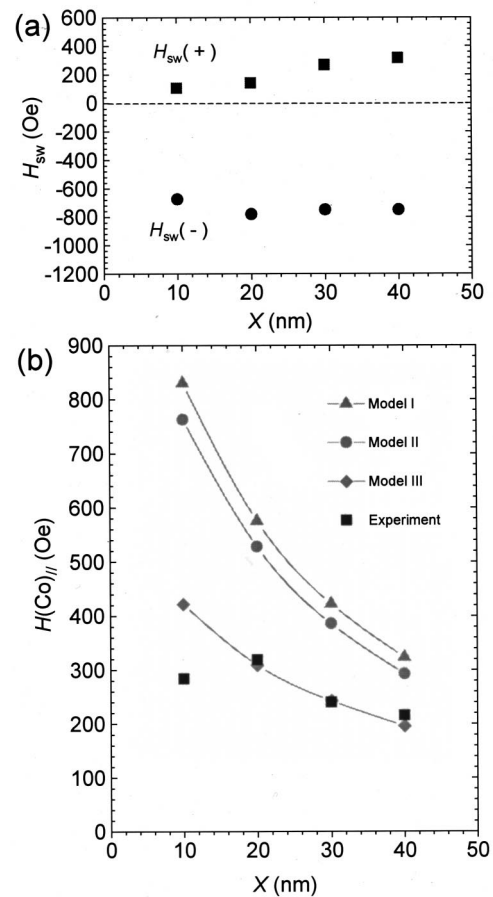 (a)
600
400
200
0
-200
-400
-600
-800
-1000
-1200
H_sw (Oe)
H_sw(+)
H_sw(-)
0 10 20 30 40 50
X (nm)
(b)
900
800
700
600
500
400
300
200
100
0
H(Co)_// (Oe)
Model I
Model II
Model III
Experiment
0 10 20 30 40 50
X (nm)